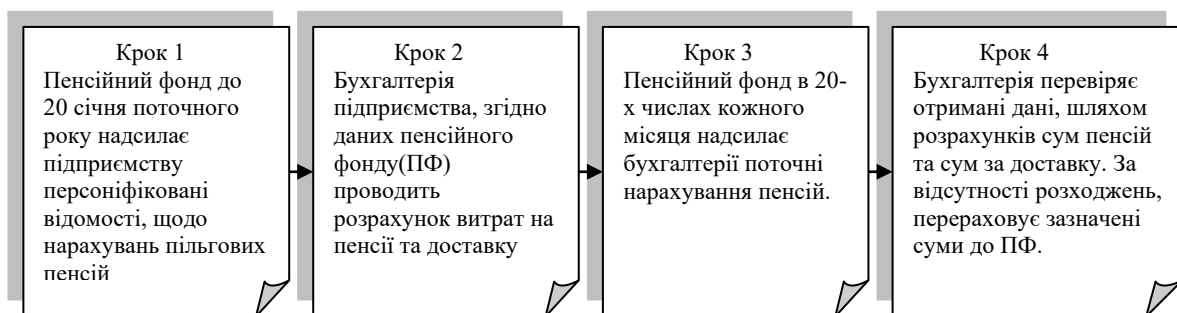 Крок 1
Пенсійний фонд до
20 січня поточного
року надсилає
підприємству
персоніфіковані
відомості, щодо
нарахувань пільгових
пенсій
Крок 2
Бухгалтерія
підприємства, згідно
даних пенсійного
фонду(ПФ)
проводить
розрахунок витрат на
пенсії та доставку
Крок 3
Пенсійний фонд в 20-
х числах кожного
місяця надсилає
бухгалтерії поточні
нарахування пенсій.
Крок 4
Бухгалтерія перевіряє
отримані дані, шляхом
розрахунків сум пенсій
та сум за доставку. За
відсутності розходжень,
перераховує зазначені
суми до ПФ.